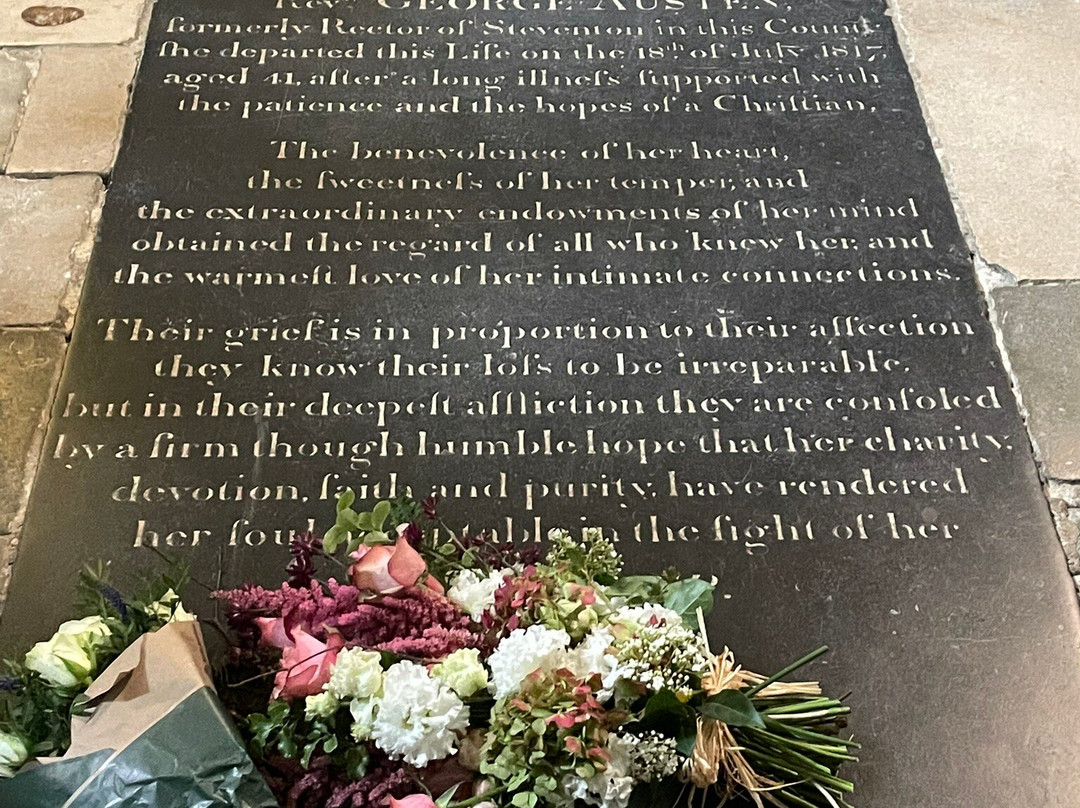 Revd GEORGE AUSTEN,
formerly Rector of Steventon in this County
ſhe departed this Life on the 18th of July 1817,
aged 41, after a long illneſs ſupported with
the patience and the hopes of a Chriſtian.
The benevolence of her heart,
the ſweetneſs of her temper, and
the extraordinary endowments of her mind
obtained the regard of all who knew her, and
the warmeſt love of her intimate connections.
Their grief is in proportion to their affection
they know their loſs to be irreparable,
but in their deepeſt affliction they are conſoled
by a firm though humble hope that her charity,
devotion, faith and purity, have rendered
her ſoul in the ſight of her